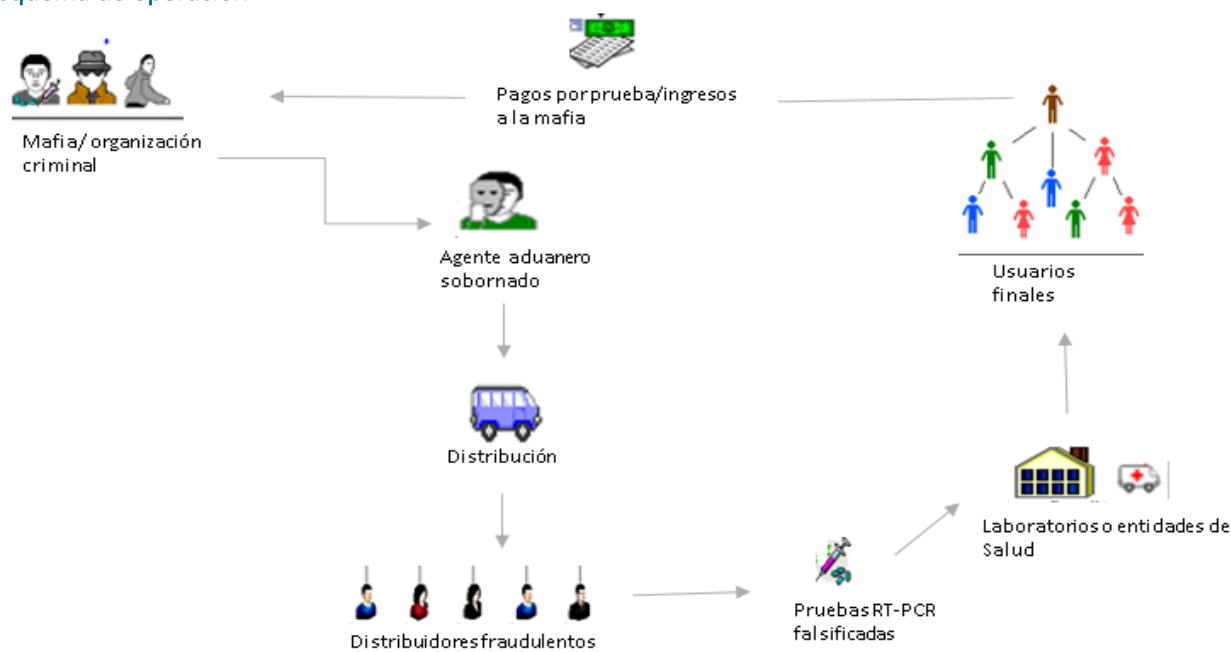 Pagos por prueba/ingresos
a la mafia
Mafia/ organización
criminal
Agente aduanero
sobornado
Usuarios
finales
Distribución
Laboratorios o entidades de
Salud
Pruebas RT-PCR
falsificadas
Distribuidores fraudulentos